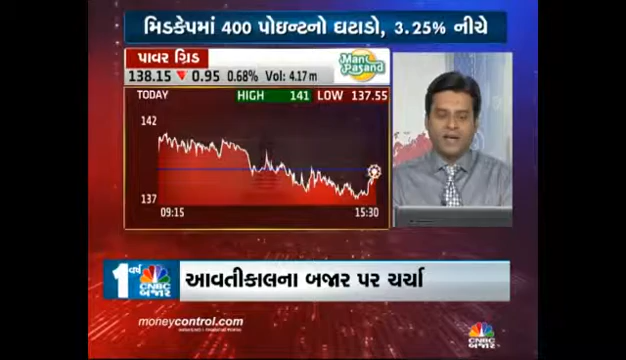 મિડકેપમાં 400 પોઇન્ટનો ઘટાડો, 3.25% નીચે
પાવર ગ્રિડ
138.15 ▼ 0.95 0.68% Vol: 4.17 m
Man Pasand
TODAY HIGH 141 LOW 137.55
142
137
09:15 15:30
1 વર્ષ
CNBC
બજાર
આવતીકાલના બજાર પર ચર્ચા
moneycontrol.com
CNBC
બજાર